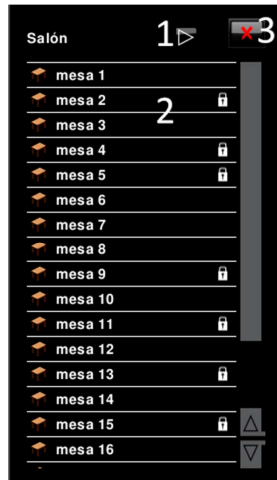 Salón 1 3
mesa 1
mesa 2
2
mesa 3
mesa 4
mesa 5
mesa 6
mesa 7
mesa 8
mesa 9
mesa 10
mesa 11
mesa 12
mesa 13
mesa 14
mesa 15
mesa 16